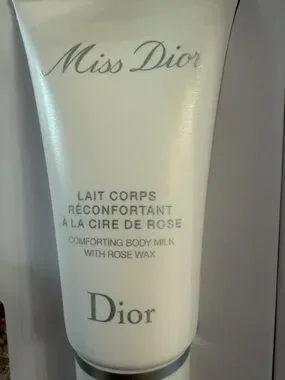 Miss Dior
LAIT CORPS
RÉCONFORTANT
À LA CIRE DE ROSE
COMFORTING BODY MILK
WITH ROSE WAX
Dior